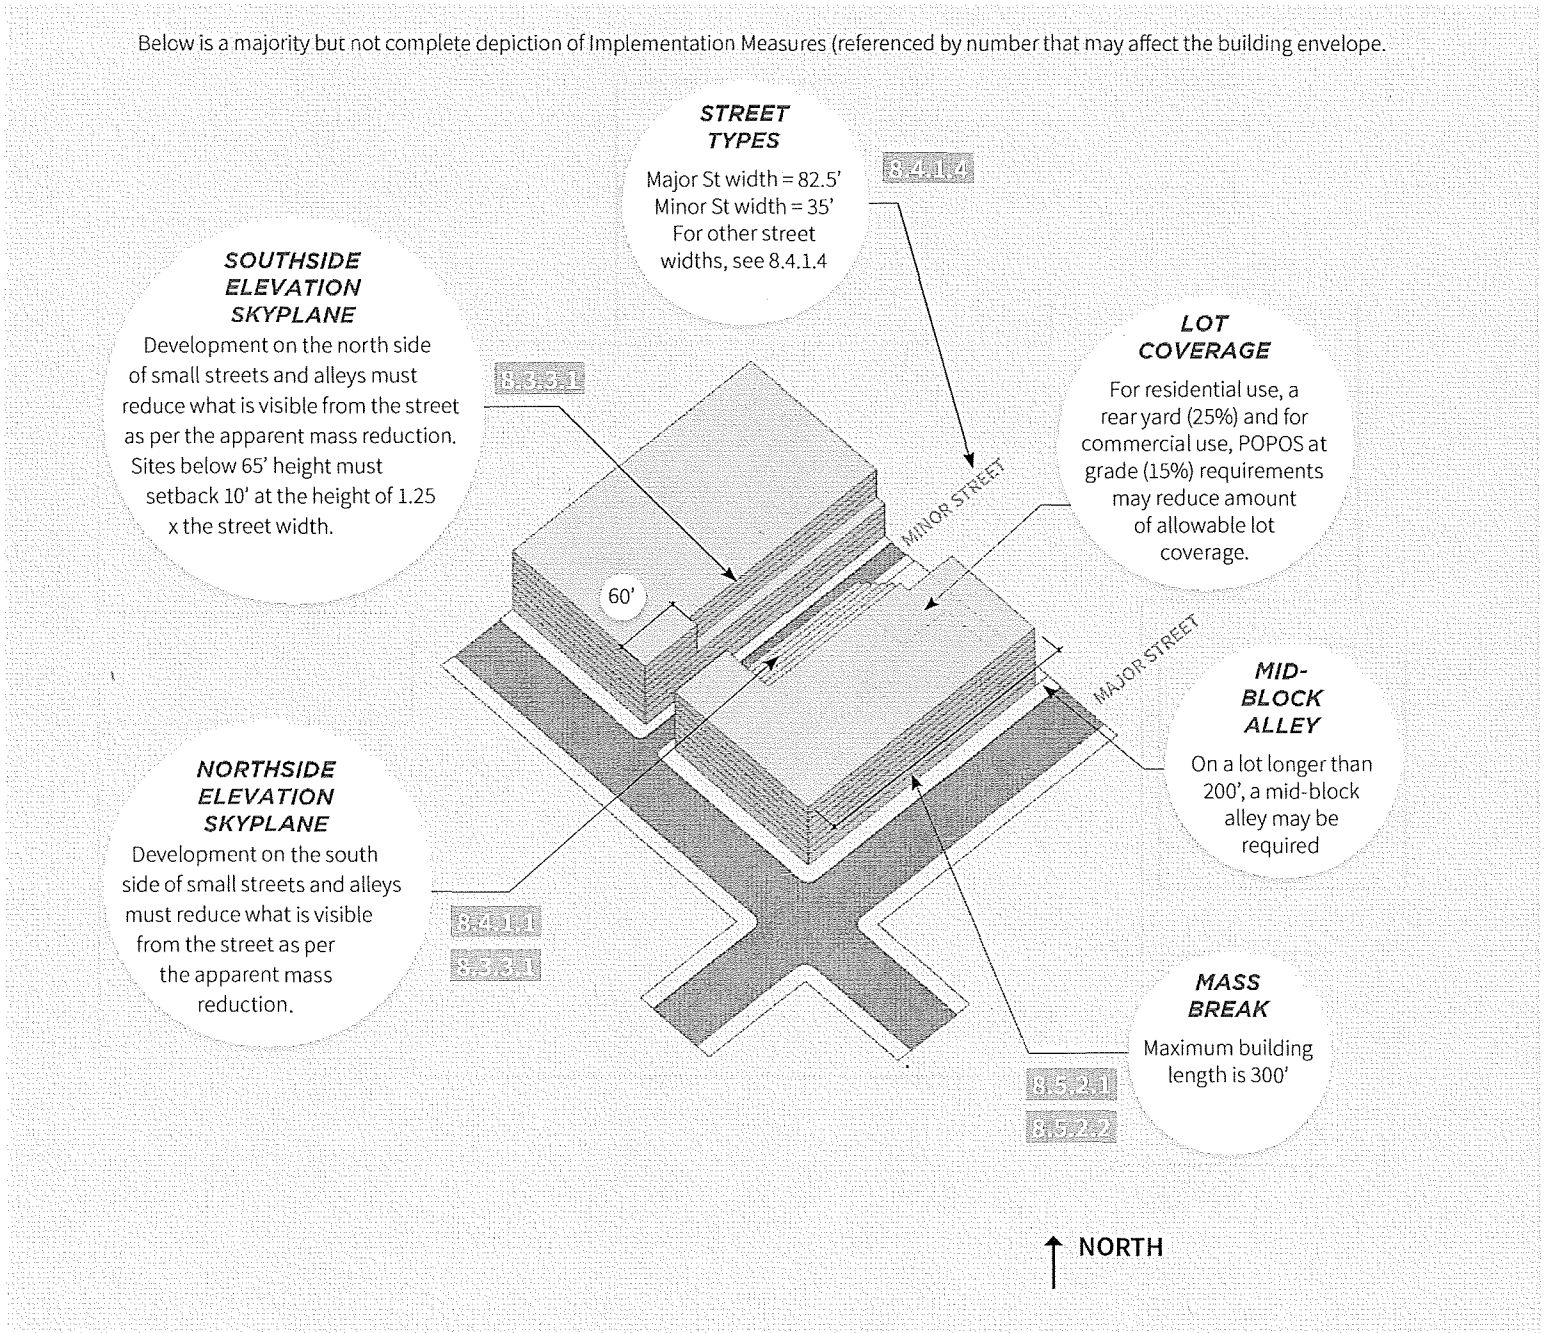 Below is a majority but not complete depiction of Implementation Measures (referenced by number that may affect the building envelope.
STREET
TYPES
Major St width = 82.5'
Minor St width = 35'
For other street
widths, see 8.4.1.4
8.4.1.4
SOUTHSIDE
ELEVATION
SKYPLANE
Development on the north side
of small streets and alleys must
reduce what is visible from the street
as per the apparent mass reduction.
Sites below 65' height must
setback 10' at the height of 1.25
x the street width.
8.3.3.1
LOT
COVERAGE
For residential use, a
rear yard (25%) and for
commercial use, POPOS at
grade (15%) requirements
may reduce amount
of allowable lot
coverage.
MINOR STREET
60'
MAJOR STREET
MID-
BLOCK
ALLEY
On a lot longer than
200', a mid-block
alley may be
required
NORTHSIDE
ELEVATION
SKYPLANE
Development on the south
side of small streets and alleys
must reduce what is visible
from the street as per
the apparent mass
reduction.
8.4.1.1
8.3.3.1
MASS
BREAK
Maximum building
length is 300'
8.5.2.1
8.5.2.2
NORTH